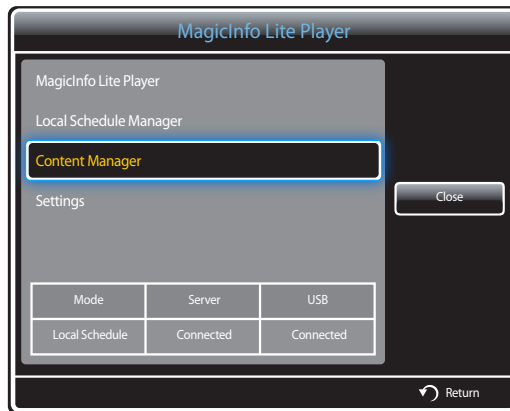 MagicInfo Lite Player
MagicInfo Lite Player
Local Schedule Manager
Content Manager
Settings
Close
Mode Server USB
Local Schedule Connected Connected
Return